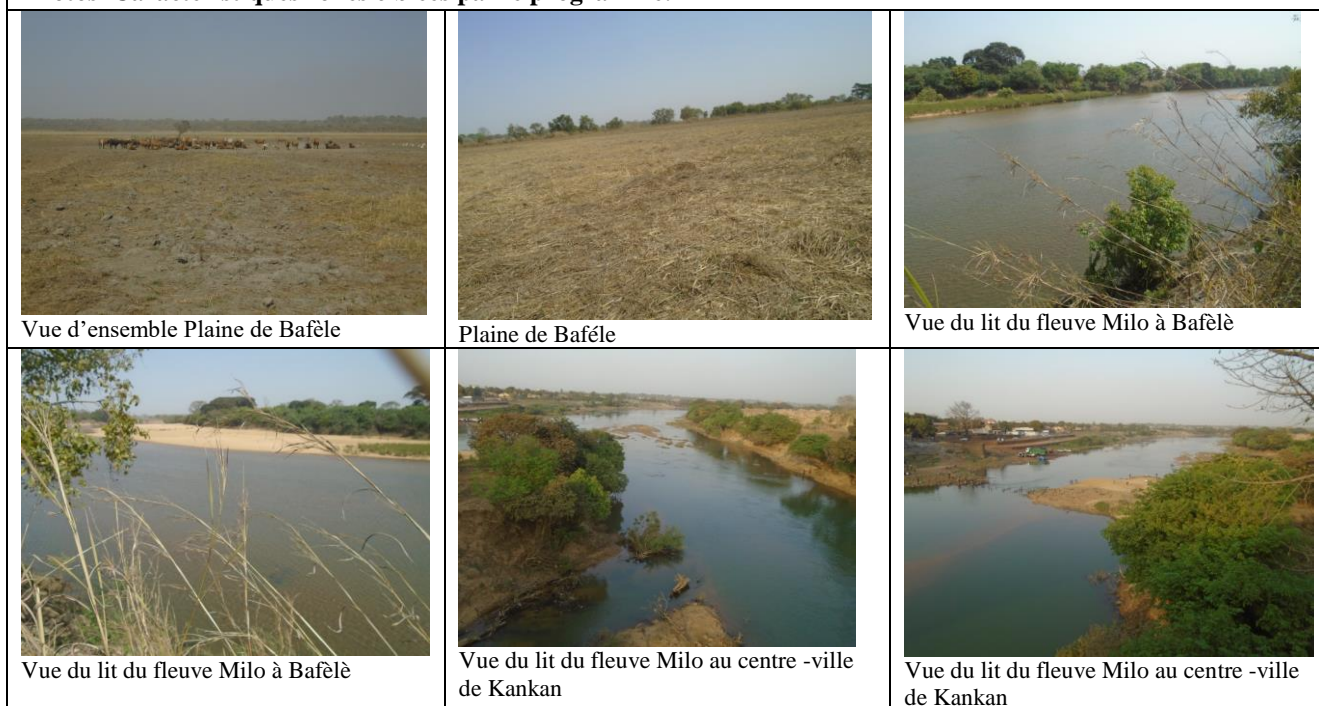 Vue d’ensemble Plaine de Bafèle
Plaine de Baféle
Vue du lit du fleuve Milo à Bafèlè
Vue du lit du fleuve Milo à Bafèlè
Vue du lit du fleuve Milo au centre -ville
de Kankan
Vue du lit du fleuve Milo au centre -ville
de Kankan